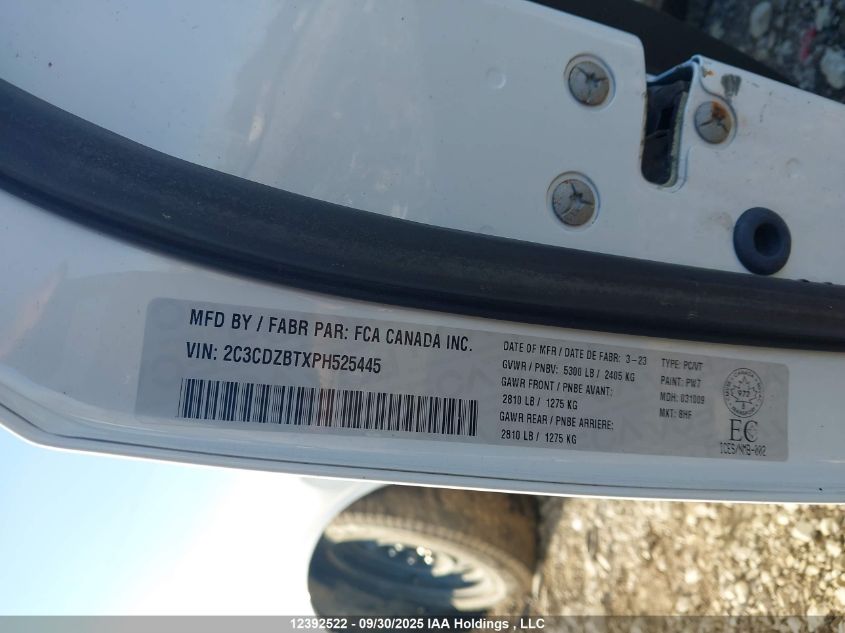 MFD BY / FABR PAR: FCA CANADA INC.
VIN: 2C3CDZBTXPH525445
DATE OF MFR / DATE DE FABR: 3-23
GVWR / PNBV: 5300 LB / 2405 KG
GAWR FRONT / PNBE AVANT:
2810 LB / 1275 KG
GAWR REAR / PNBE ARRIERE:
2810 LB / 1275 KG
TYPE: PC/VT
PAINT: PW7
MDH: 031009
MKT: BHF
972
EC
ICES/NMB-002
12392522 - 09/30/2025 IAA Holdings , LLC